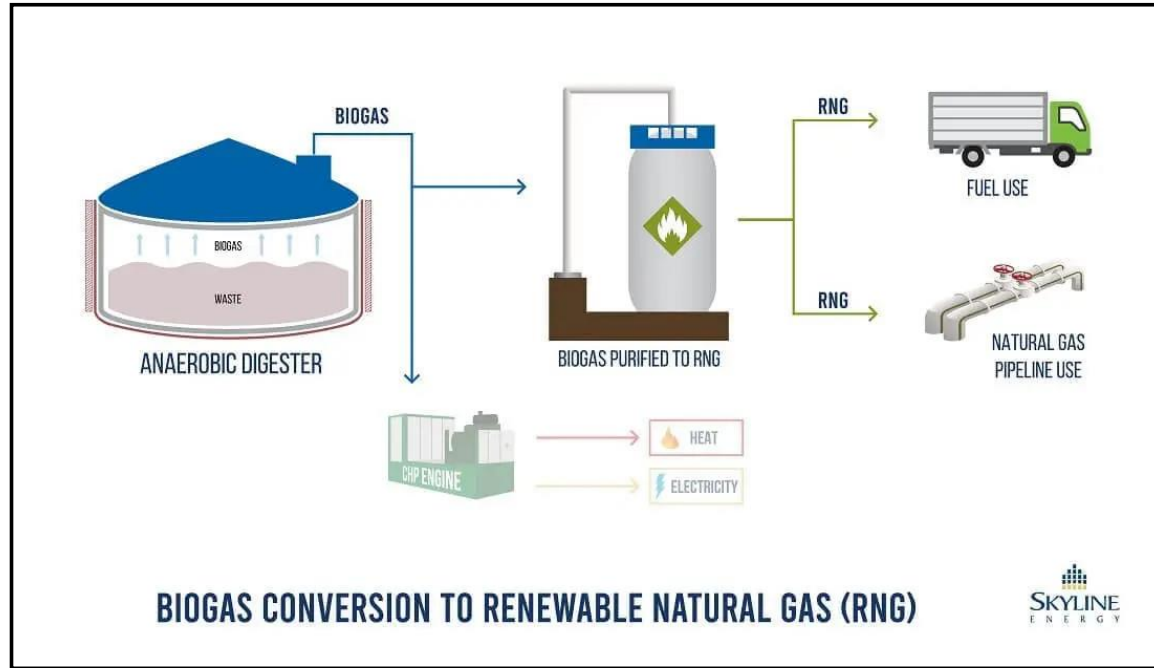 BIOGAS
RNG
FUEL USE
BIOGAS
WASTE
ANAEROBIC DIGESTER
BIOGAS PURIFIED TO RNG
RNG
NATURAL GAS
PIPELINE USE
CHP ENGINE
HEAT
ELECTRICITY
BIOGAS CONVERSION TO RENEWABLE NATURAL GAS (RNG)
SKYLINE
ENERGY